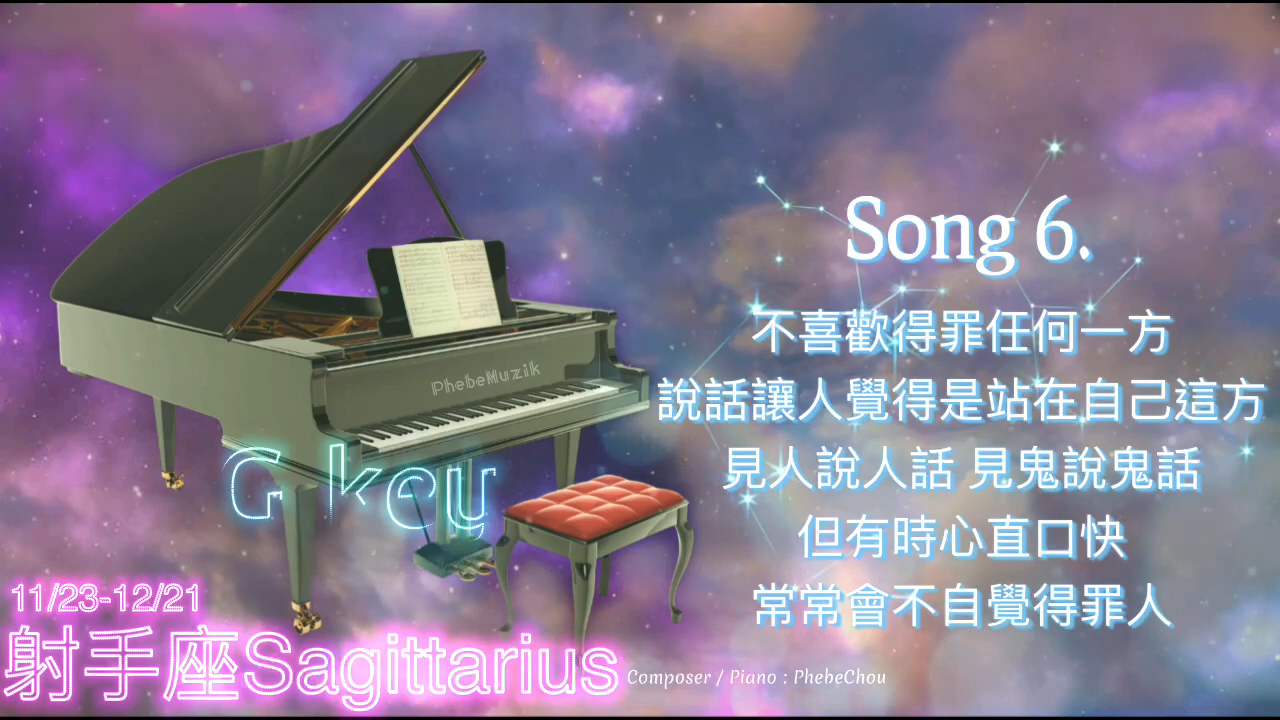 Song 6.
不喜歡得罪任何一方
說話讓人覺得是站在自己這方
見人說人話 見鬼說鬼話
但有時心直口快
常常會不自覺得罪人
PhebeMuzik
G key
11/23-12/21
射手座Sagittarius
Composer / Piano : PhebeChou